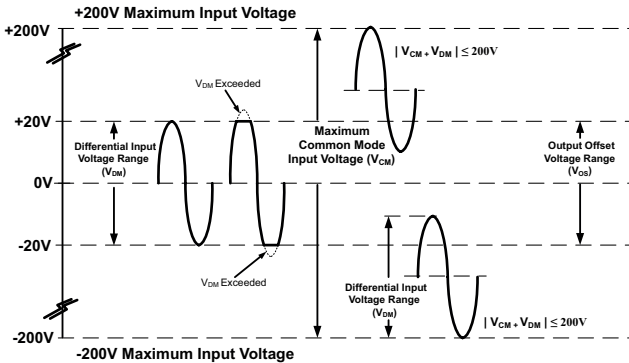 +200V Maximum Input Voltage
+200V
| V_CM + V_DM | ≤ 200V
V_DM Exceeded
+20V
Differential Input
Voltage Range
(V_DM)
Maximum
Common Mode
Input Voltage (V_CM)
Output Offset
Voltage Range
(V_OS)
0V
-20V
V_DM Exceeded
Differential Input
Voltage Range
(V_DM)
| V_CM + V_DM | ≤ 200V
-200V
-200V Maximum Input Voltage